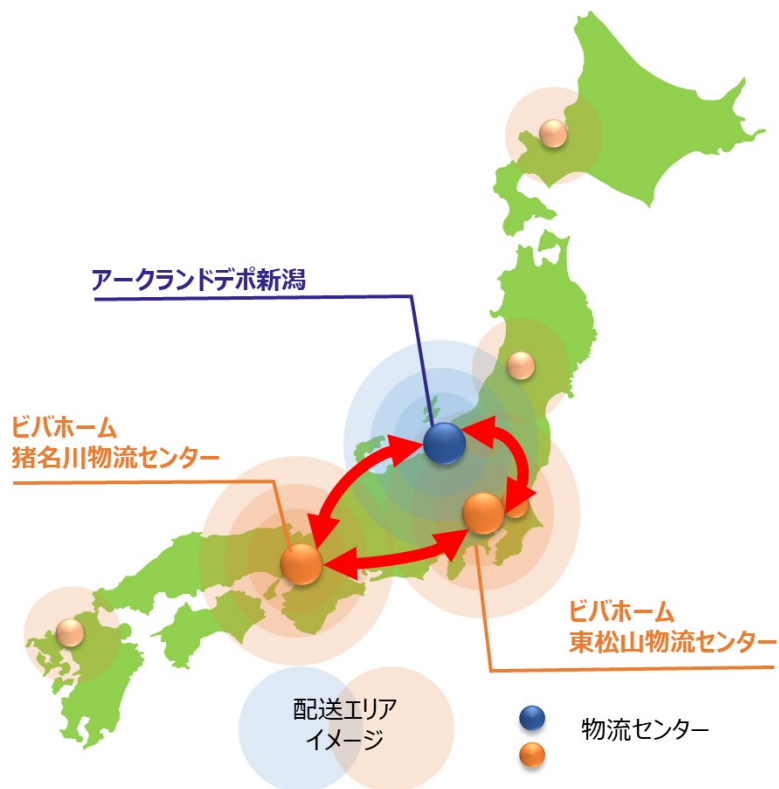 アークランドデポ新潟
ビバホーム
猪名川物流センター
ビバホーム
東松山物流センター
配送エリア
イメージ
物流センター